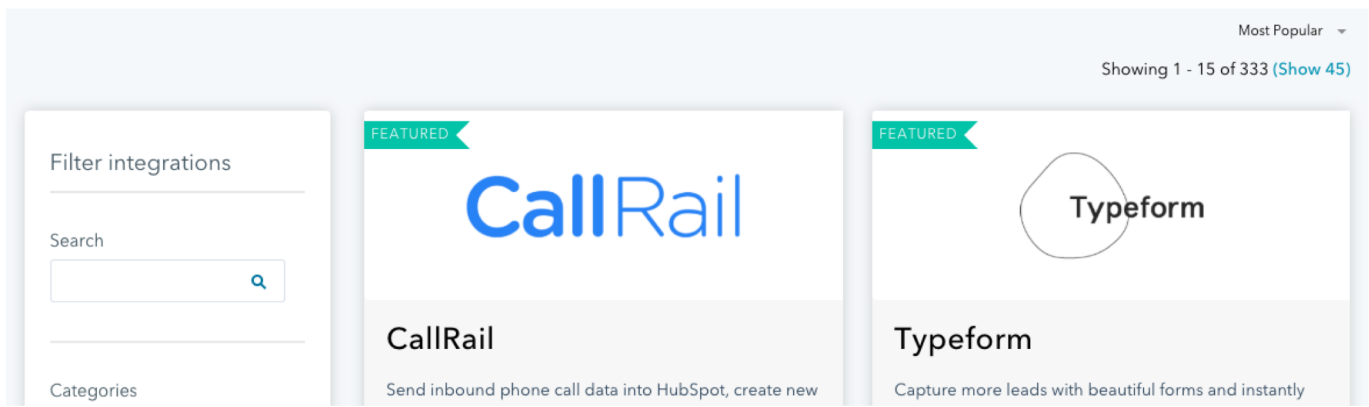 Most Popular
Showing 1 - 15 of 333 (Show 45)
Filter integrations
Search
Categories
FEATURED
CallRail
CallRail
Send inbound phone call data into HubSpot, create new
FEATURED
Typeform
Typeform
Capture more leads with beautiful forms and instantly